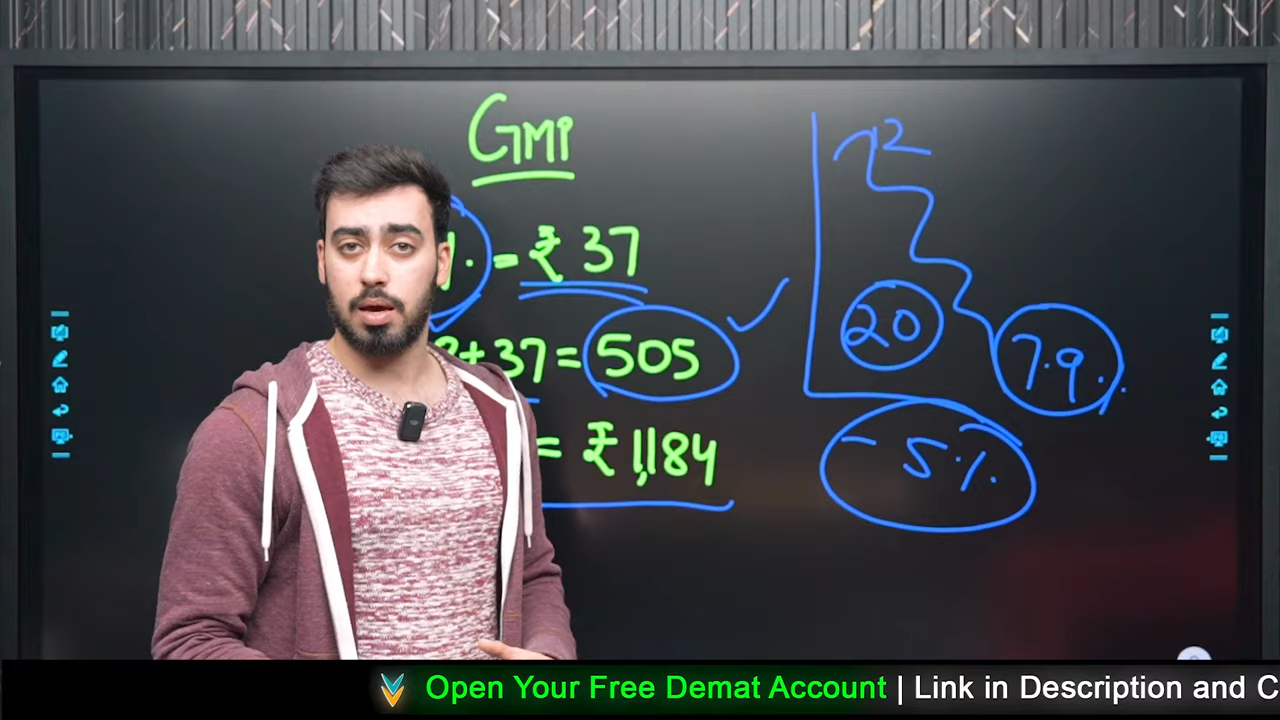 GMP
= ₹ 37
+ 37 = 505
= ₹ 1,184
12
20
7.9.
- 5%
Open Your Free Demat Account | Link in Description and C